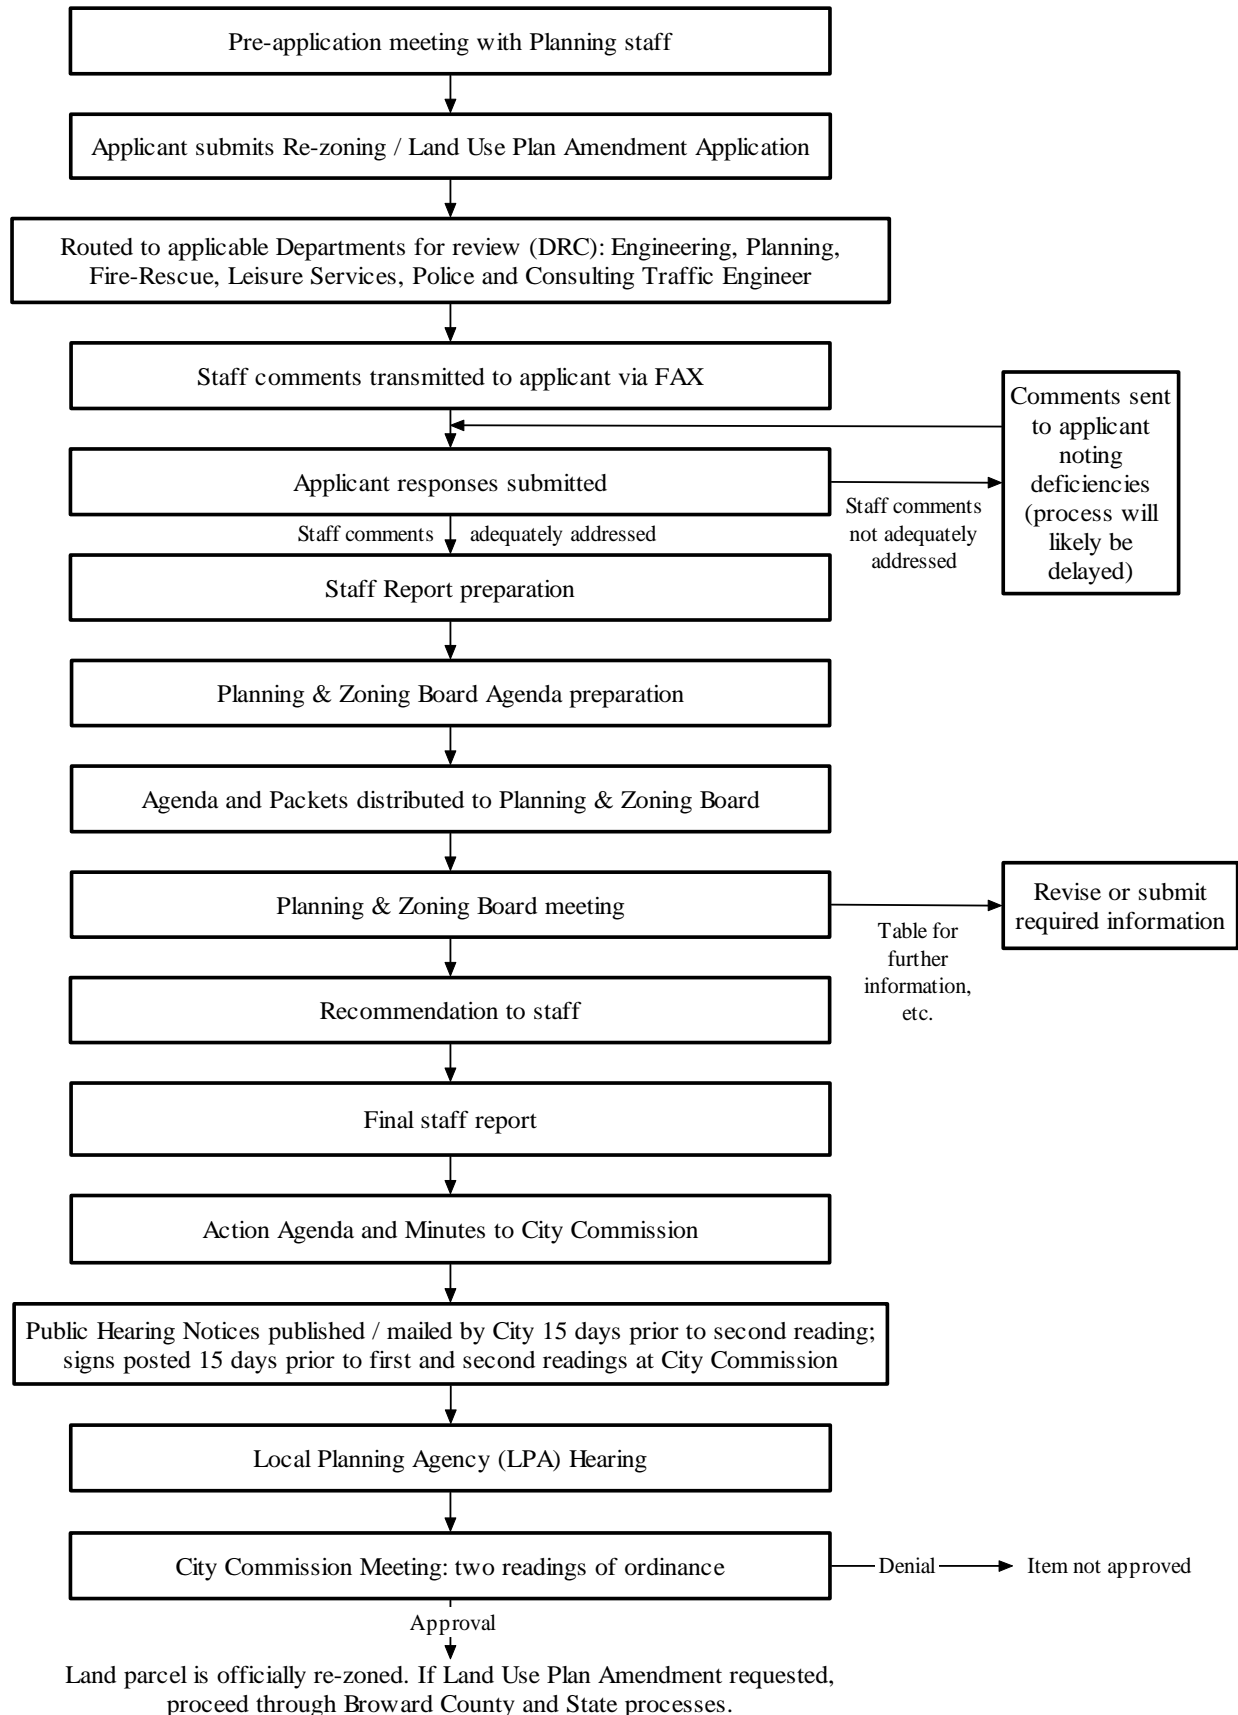 Pre-application meeting with Planning staff
Applicant submits Re-zoning / Land Use Plan Amendment Application
Routed to applicable Departments for review (DRC): Engineering, Planning,
Fire-Rescue, Leisure Services, Police and Consulting Traffic Engineer
Staff comments transmitted to applicant via FAX
Comments sent
to applicant
noting
deficiencies
(process will
likely be
delayed)
Applicant responses submitted
Staff comments
not adequately
addressed
Staff comments adequately addressed
Staff Report preparation
Planning & Zoning Board Agenda preparation
Agenda and Packets distributed to Planning & Zoning Board
Planning & Zoning Board meeting
Table for
further
information,
etc.
Revise or submit
required information
Recommendation to staff
Final staff report
Action Agenda and Minutes to City Commission
Public Hearing Notices published / mailed by City 15 days prior to second reading;
signs posted 15 days prior to first and second readings at City Commission
Local Planning Agency (LPA) Hearing
City Commission Meeting: two readings of ordinance
Denial
Item not approved
Approval
Land parcel is officially re-zoned. If Land Use Plan Amendment requested,
proceed through Broward County and State processes.